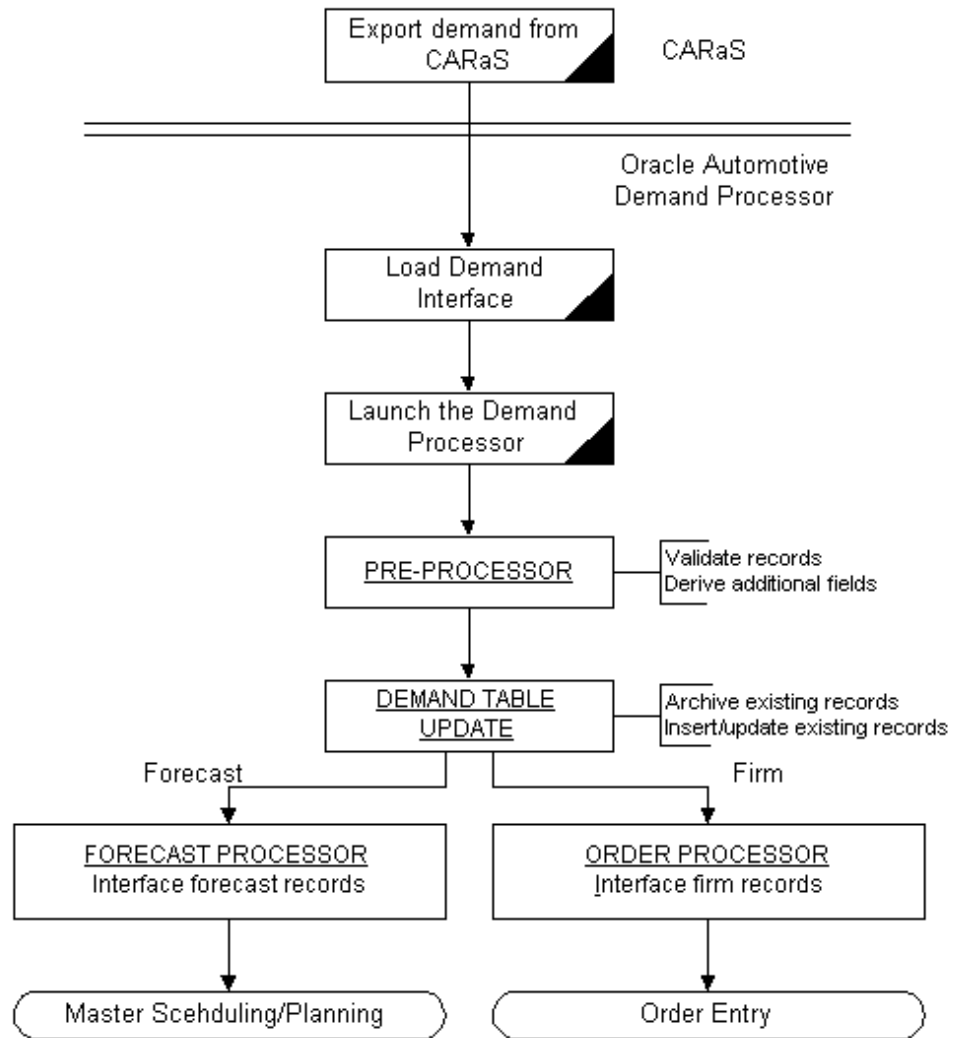 Export demand from
CARaS
CARaS
Oracle Automotive
Demand Processor
Load Demand
Interface
Launch the Demand
Processor
PRE-PROCESSOR
Validate records
Derive additional fields
DEMAND TABLE
UPDATE
Archive existing records
Insert/update existing records
Forecast
Firm
FORECAST PROCESSOR
Interface forecast records
ORDER PROCESSOR
Interface firm records
Master Scehduling/Planning
Order Entry